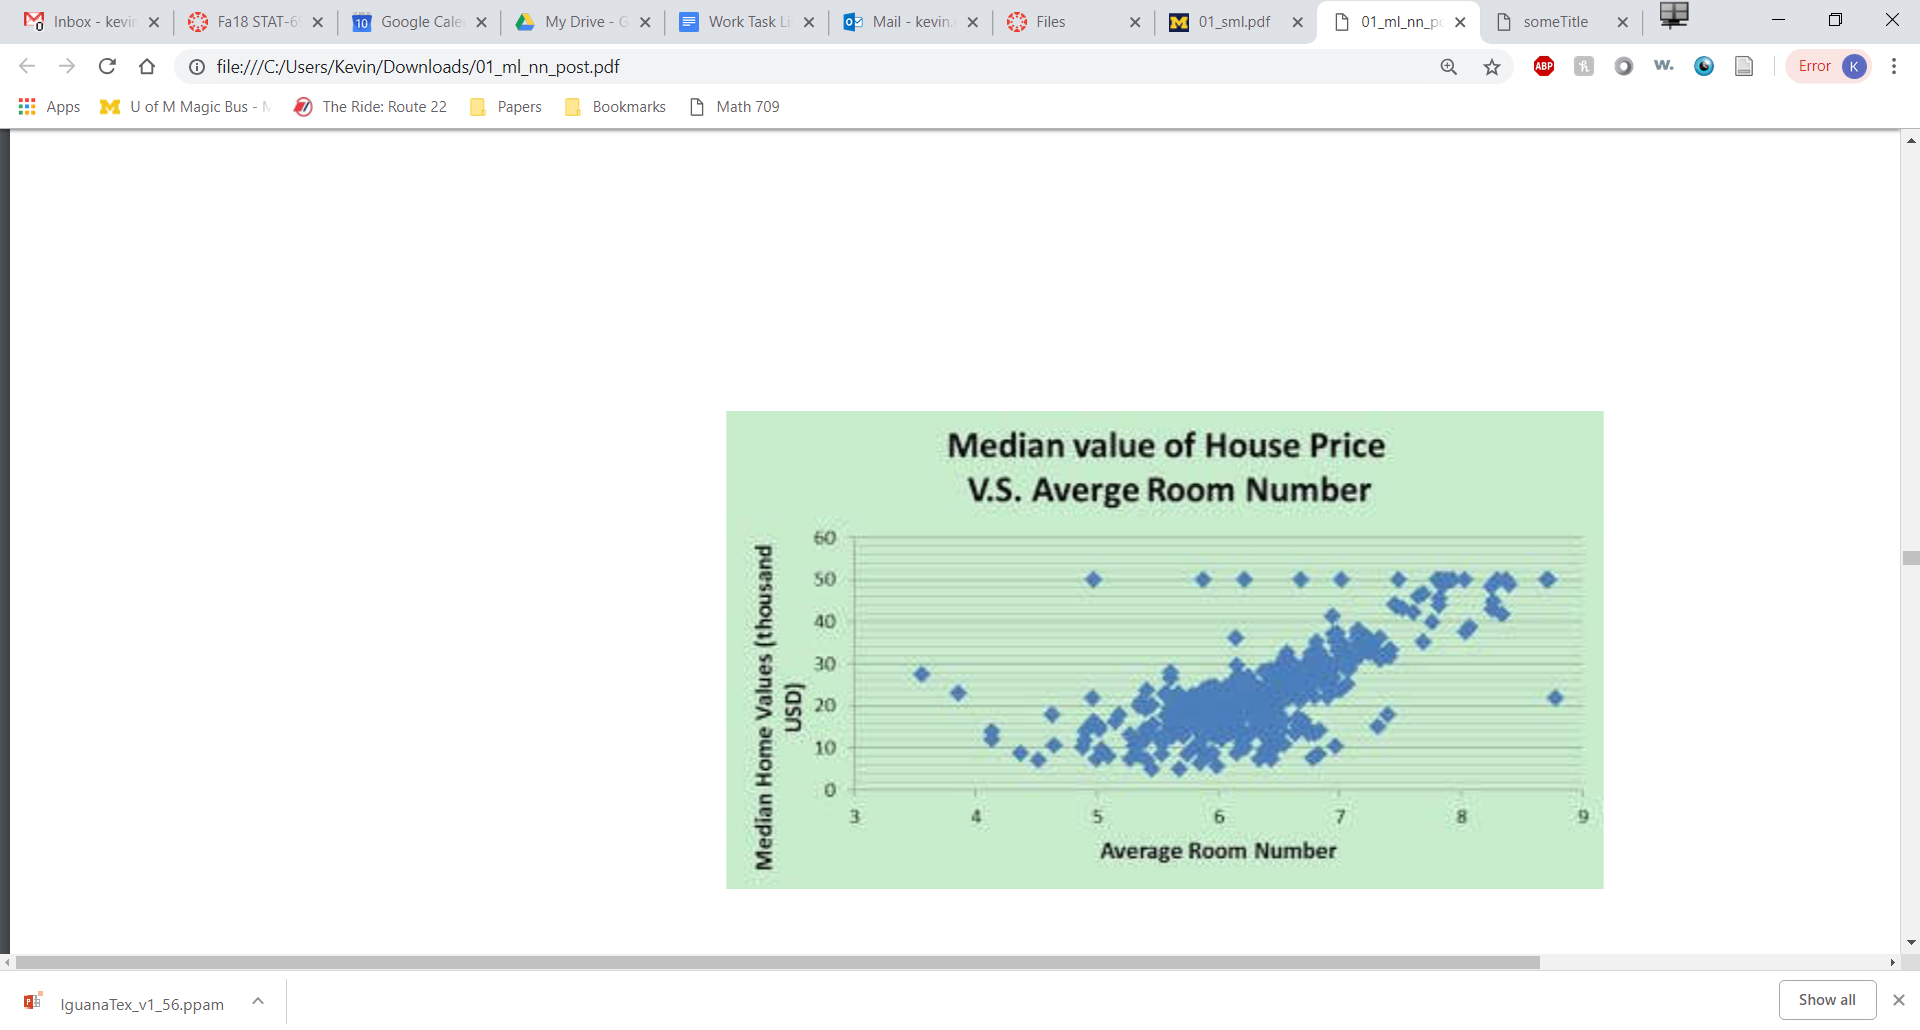 Inbox - kevin
Fa18 STAT-6
Google Cale
My Drive - G
Work Task Li
Mail - kevin.
Files
01_sml.pdf
01_ml_nn_po
someTitle
file:///C:/Users/Kevin/Downloads/01_ml_nn_post.pdf
ABP
w.
Error
K
Apps
U of M Magic Bus - M
The Ride: Route 22
Papers
Bookmarks
Math 709
Median value of House Price
V.S. Averge Room Number
Median Home Values (thousand
USD)
60
50
40
30
20
10
0
3 4 5 6 7 8 9
Average Room Number
IguanaTex_v1_56.ppam
Show all